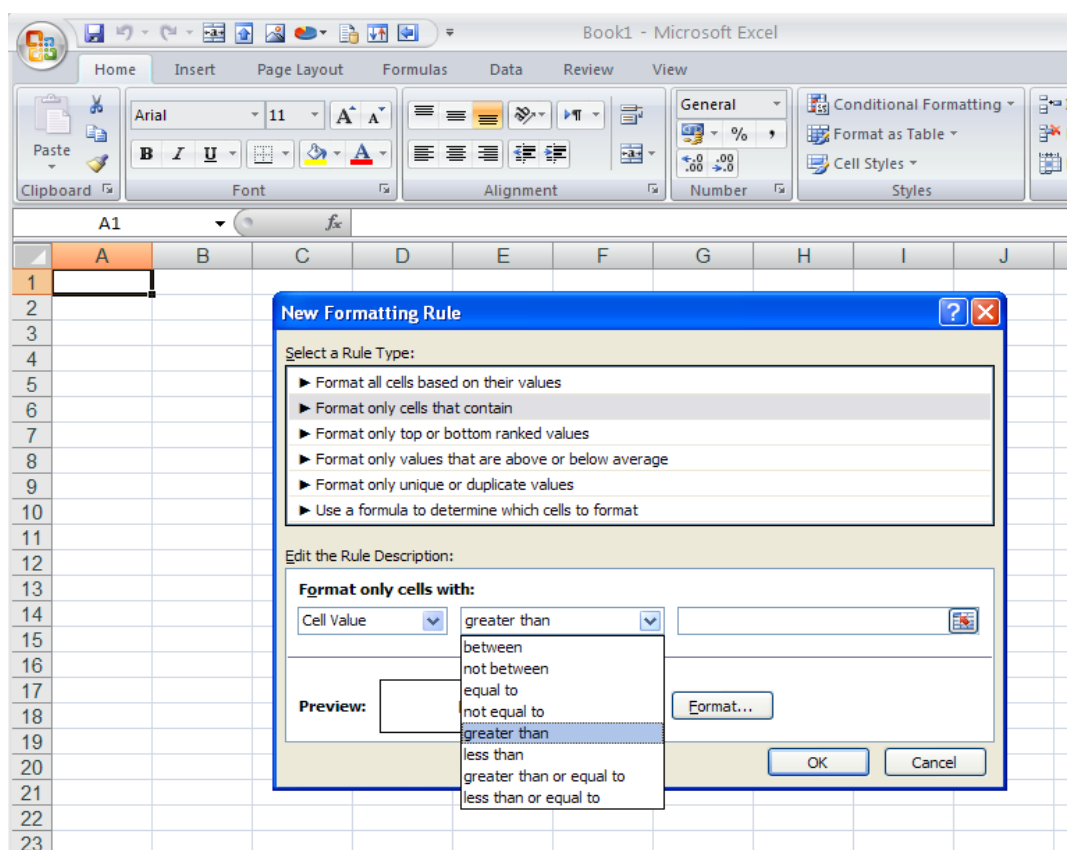 Book1 - Microsoft Excel
Home Insert Page Layout Formulas Data Review View
Paste
Clipboard
Arial 11
B I U A
Font
Alignment
General
% ,
Number
Conditional Formatting
Format as Table
Cell Styles
Styles
A1 fx
A B C D E F G H I J
1
2
3
4
5
6
7
8
9
10
11
12
13
14
15
16
17
18
19
20
21
22
23
New Formatting Rule
Select a Rule Type:
► Format all cells based on their values
► Format only cells that contain
► Format only top or bottom ranked values
► Format only values that are above or below average
► Format only unique or duplicate values
► Use a formula to determine which cells to format
Edit the Rule Description:
Format only cells with:
Cell Value greater than
between
not between
equal to
not equal to
greater than
less than
greater than or equal to
less than or equal to
Preview: Format...
OK Cancel